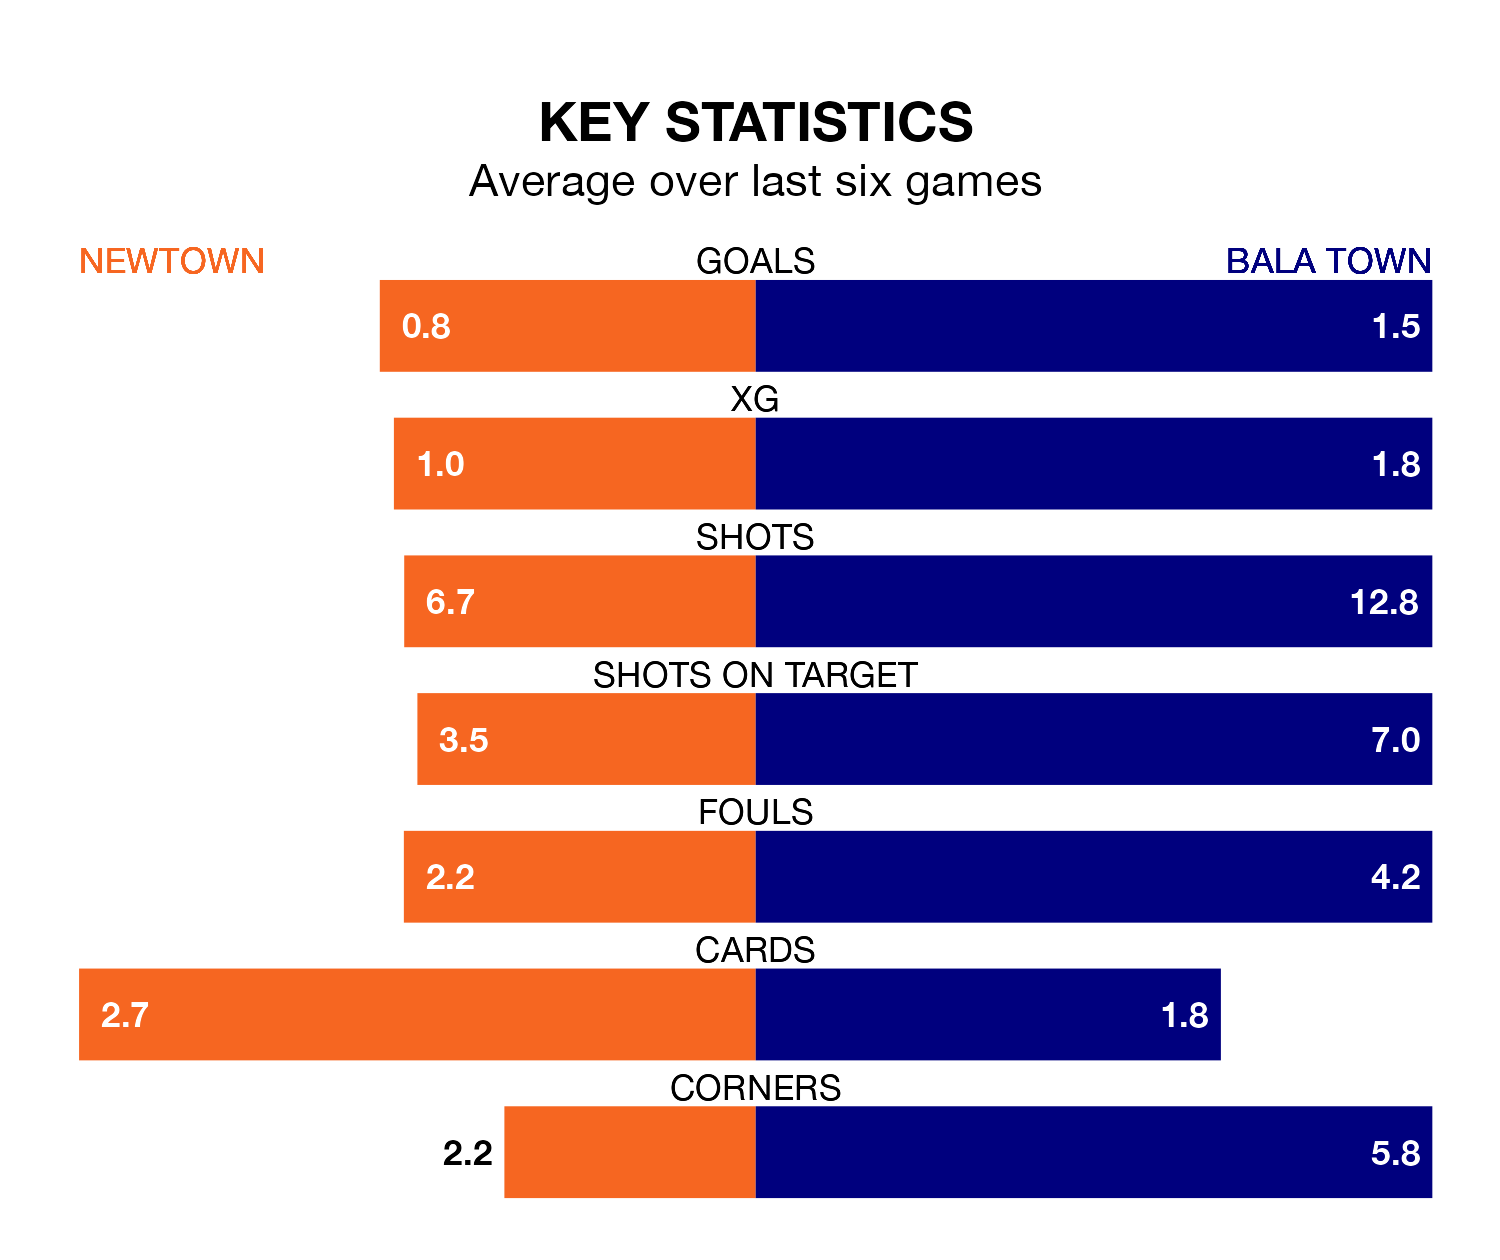 KEY STATISTICS
Average over last six games
NEWTOWN GOALS BALA TOWN
0.8 1.5
XG
1.0 1.8
SHOTS
6.7 12.8
SHOTS ON TARGET
3.5 7.0
FOULS
2.2 4.2
CARDS
2.7 1.8
CORNERS
2.2 5.8